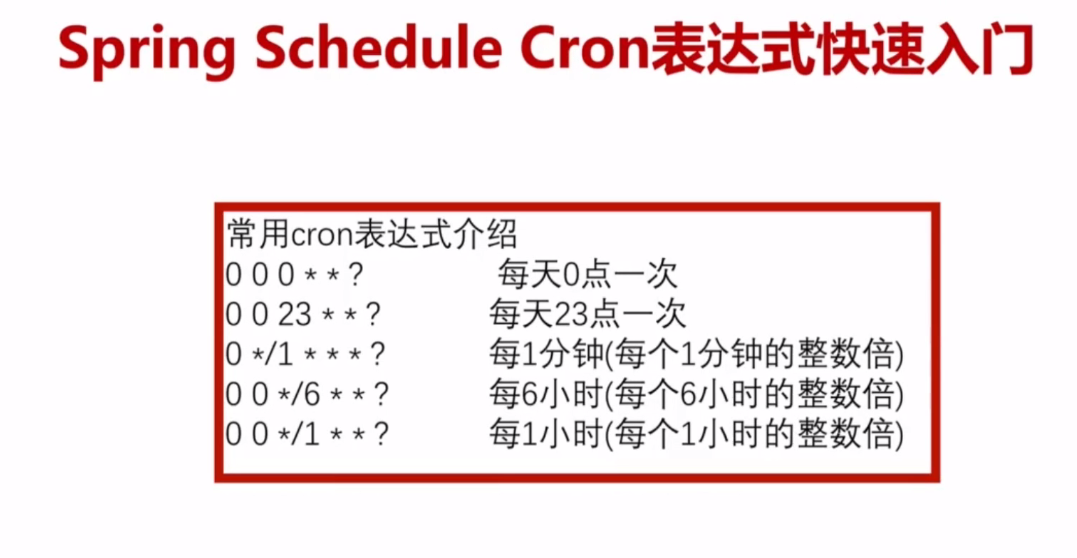 Spring Schedule Cron表达式快速入门
常用cron表达式介绍
0 0 0 * * ? 每天0点一次
0 0 23 * * ? 每天23点一次
0 */1 * * * ? 每1分钟(每个1分钟的整数倍)
0 0 */6 * * ? 每6小时(每个6小时的整数倍)
0 0 */1 * * ? 每1小时(每个1小时的整数倍)